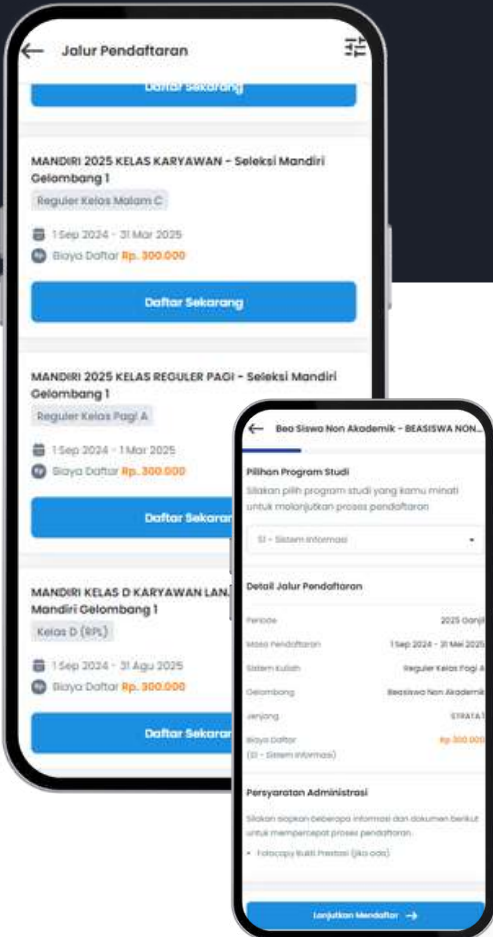 Jalur Pendaftaran
Daftar Sekarang
MANDIRI 2025 KELAS KARYAWAN - Seleksi Mandiri
Gelombang 1
Reguler Kelas Malam C
1 Sep 2024 - 31 Mar 2025
Biaya Daftar Rp. 300.000
Daftar Sekarang
MANDIRI 2025 KELAS REGULER PAGI - Seleksi Mandiri
Gelombang 1
Reguler Kelas Pagi A
1 Sep 2024 - 1 Mar 2025
Biaya Daftar Rp. 300.000
Daftar Sekarar
MANDIRI KELAS D KARYAWAN LAN
Mandiri Gelombang 1
Kelas D (RPL)
1 Sep 2024 - 31 Agu 2025
Biaya Daftar Rp. 300.000
Daftar Sekarar
Bea Siswa Non Akademik - BEASISWA NON...
Pilihan Program Studi
Silakan pilih program studi yang kamu minati
untuk melanjutkan proses pendaftaran
S1 - Sistem Informasi
Detail Jalur Pendaftaran
Periode 2025 Ganjil
Masa Pendaftaran 1 Sep 2024 - 31 Mei 2025
Sistem Kuliah Reguler Kelas Pagi A
Gelombang Beasiswa Non Akademik
Jenjang STRATA 1
Biaya Daftar Rp 300.000
(S1 - Sistem Informasi)
Persyaratan Administrasi
Silakan siapkan beberapa informasi dan dokumen berikut
untuk mempercepat proses pendaftaran.
• Fotocopy Bukti Prestasi (jika ada)
Lanjutkan Mendaftar →